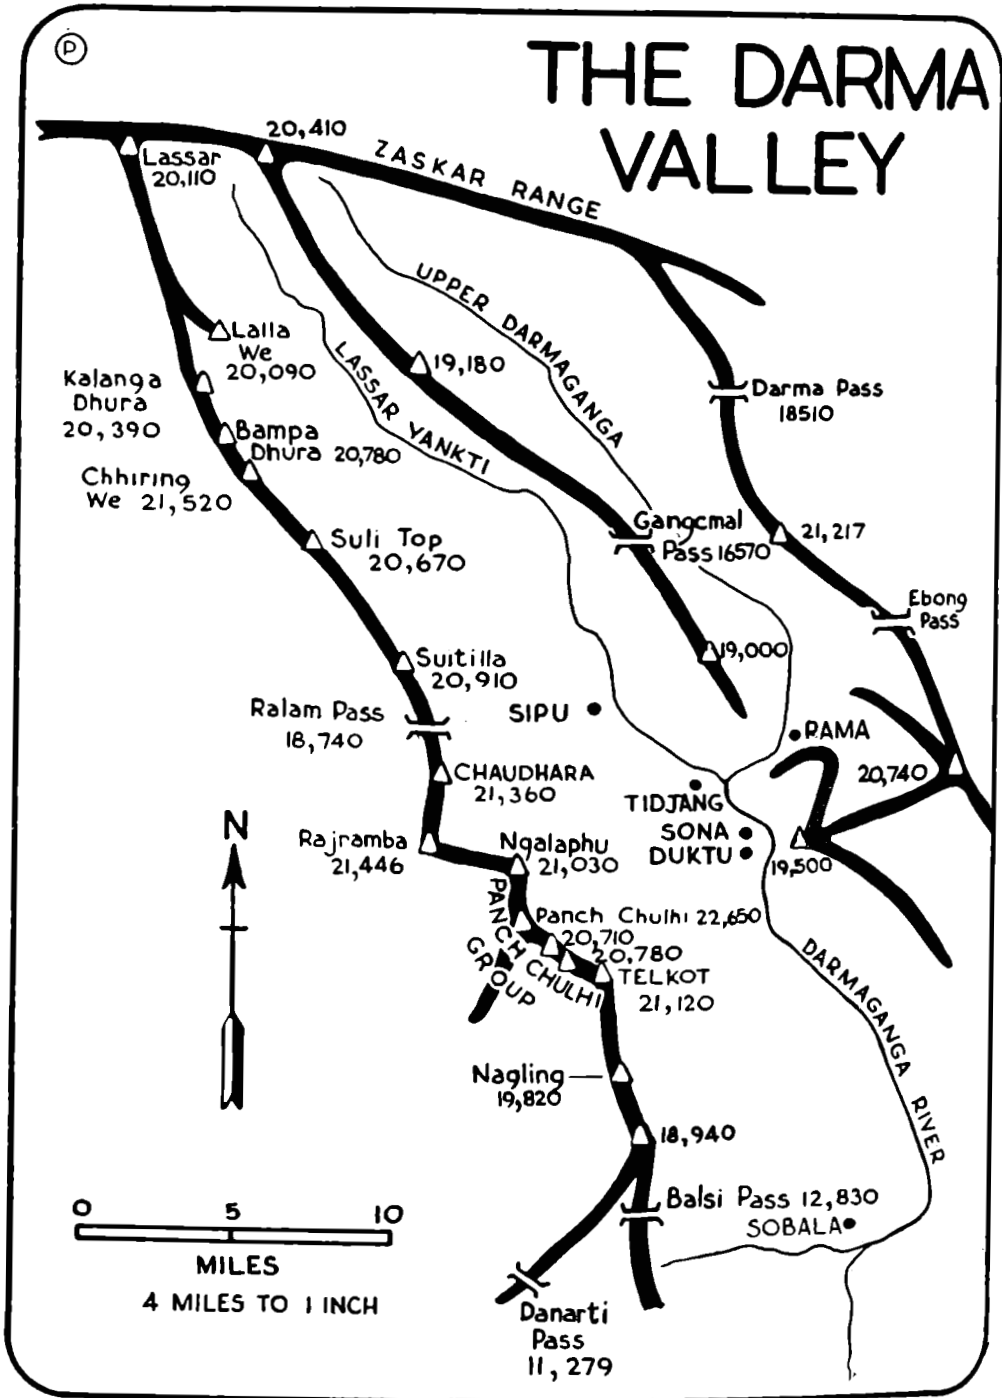 P
THE DARMA
VALLEY
20,410
Lassar
20,110
ZASKAR RANGE
UPPER DARMAGANGA
Lalla
We
20,090
LASSAR YANKTI
19,180
Kalanga
Dhura
20,390
Darma Pass
18510
Bampa
Dhura 20,780
Chhiring
We 21,520
Suli Top
20,670
Gangcmal
Pass 16570
21,217
Ebong
Pass
Suitilla
20,910
19,000
Ralam Pass
18,740
SIPU
RAMA
CHAUDHARA
21,360
20,740
TIDJANG
SONA
DUKTU
N
Rajramba
21,446
Ngalaphu
21,030
19,500
PANCH CHULHI
GROUP
Panch Chulhi 22,650
20,710
20,780
TELKOT
21,120
DARMAGANGA RIVER
Nagling
19,820
18,940
Balsi Pass 12,830
SOBALA
0 5 10
MILES
4 MILES TO 1 INCH
Danarti
Pass
11,279